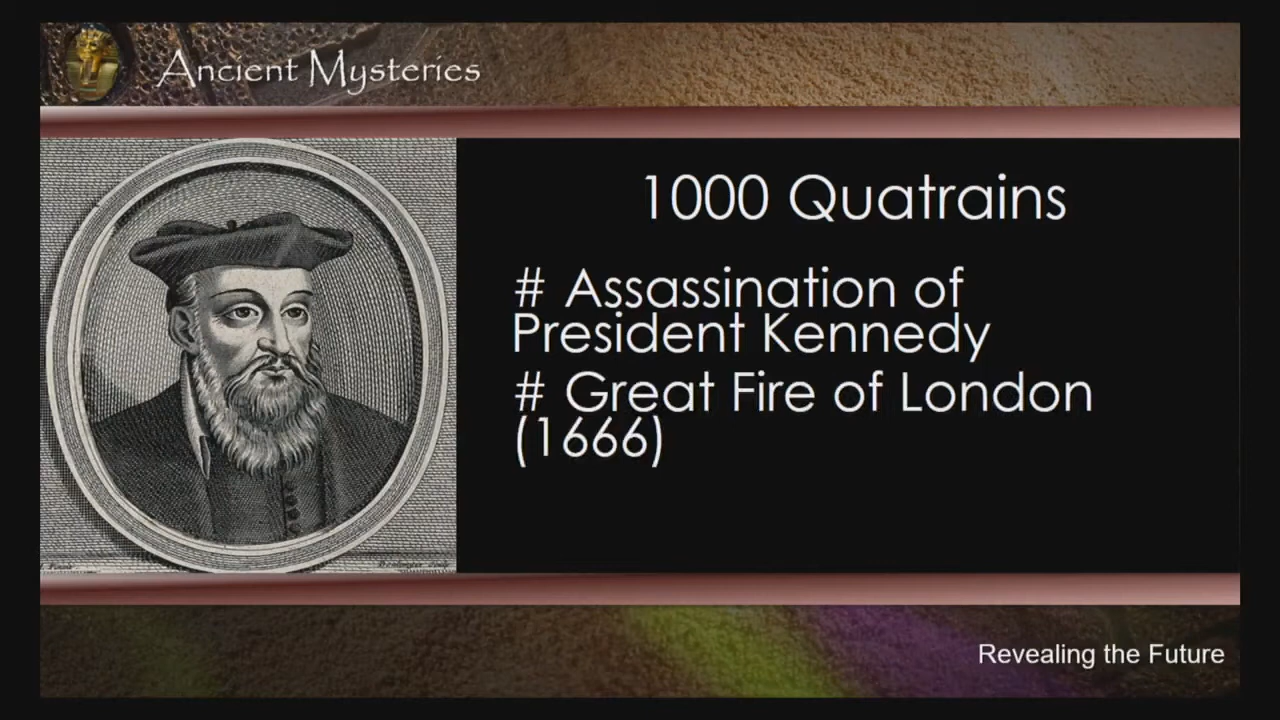 Ancient Mysteries
1000 Quatrains
# Assassination of
President Kennedy
# Great Fire of London
(1666)
Revealing the Future